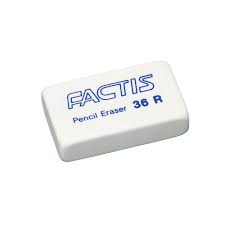 FACTIS
Pencil Eraser 36 R